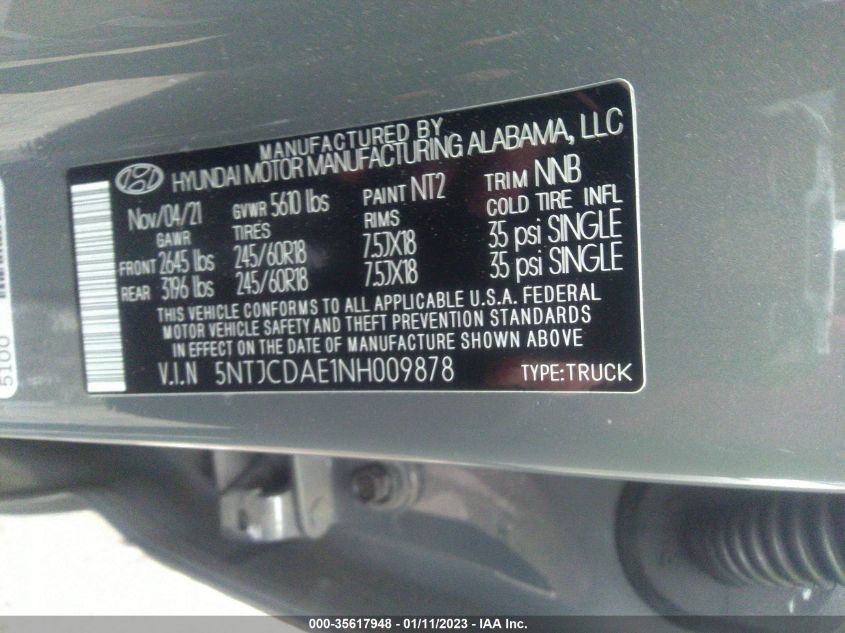 MANUFACTURED BY
HYUNDAI MOTOR MANUFACTURING ALABAMA, LLC
Nov/04/21 GVWR 5610 lbs PAINT NT2 TRIM NNB
GAWR TIRES RIMS COLD TIRE INFL
FRONT 2645 lbs 245/60R18 7.5JX18 35 psi SINGLE
REAR 3196 lbs 245/60R18 7.5JX18 35 psi SINGLE
THIS VEHICLE CONFORMS TO ALL APPLICABLE U.S.A. FEDERAL
MOTOR VEHICLE SAFETY AND THEFT PREVENTION STANDARDS
IN EFFECT ON THE DATE OF MANUFACTURE SHOWN ABOVE
V.I.N 5NTJCDAE1NH009878 TYPE:TRUCK
5100
000-35617948 - 01/11/2023 - IAA Inc.